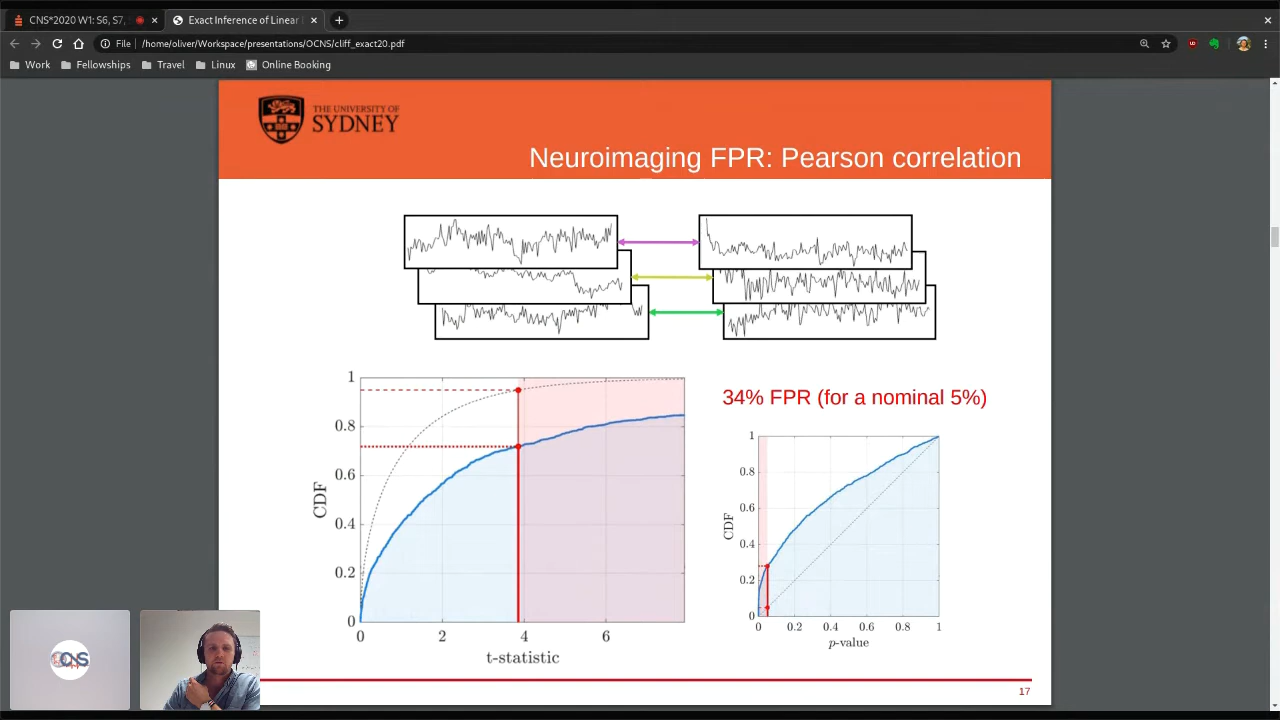 CNS*2020 W1: S6, S7,
Exact Inference of Linear
File
/home/oliver/Workspace/presentations/OCNS/cliff_exact20.pdf
Work
Fellowships
Travel
Linux
Online Booking
THE UNIVERSITY OF
SYDNEY
Neuroimaging FPR: Pearson correlation
34% FPR (for a nominal 5%)
1
0.8
0.6
0.4
0.2
0
CDF
0
2
4
6
t-statistic
1
0.8
0.6
0.4
0.2
0
CDF
0
0.2
0.4
0.6
0.8
1
p-value
OCNS
17